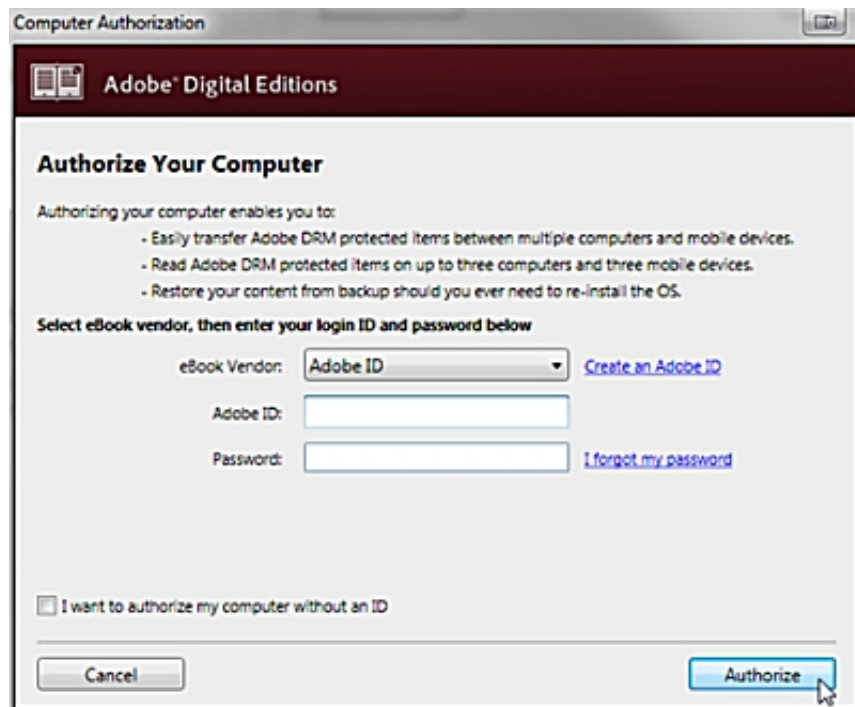 Computer Authorization
Adobe® Digital Editions
Authorize Your Computer
Authorizing your computer enables you to:
- Easily transfer Adobe DRM protected items between multiple computers and mobile devices.
- Read Adobe DRM protected items on up to three computers and three mobile devices.
- Restore your content from backup should you ever need to re-install the OS.
Select eBook vendor, then enter your login ID and password below
eBook Vendor: Adobe ID Create an Adobe ID
Adobe ID:
Password: I forgot my password
I want to authorize my computer without an ID
Cancel Authorize